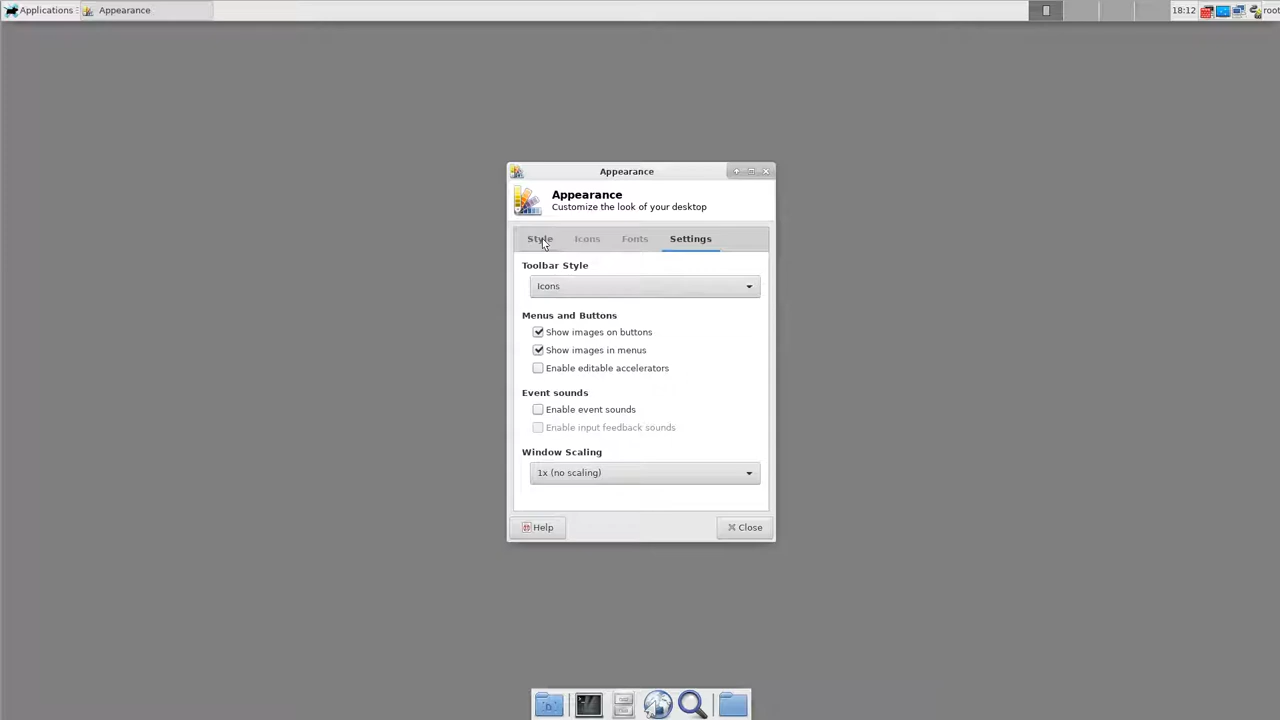 Applications
Appearance
18:12
root
Appearance
Appearance
Customize the look of your desktop
Style Icons Fonts Settings
Toolbar Style
Icons
Menus and Buttons
Show images on buttons
Show images in menus
Enable editable accelerators
Event sounds
Enable event sounds
Enable input feedback sounds
Window Scaling
1x (no scaling)
Help Close